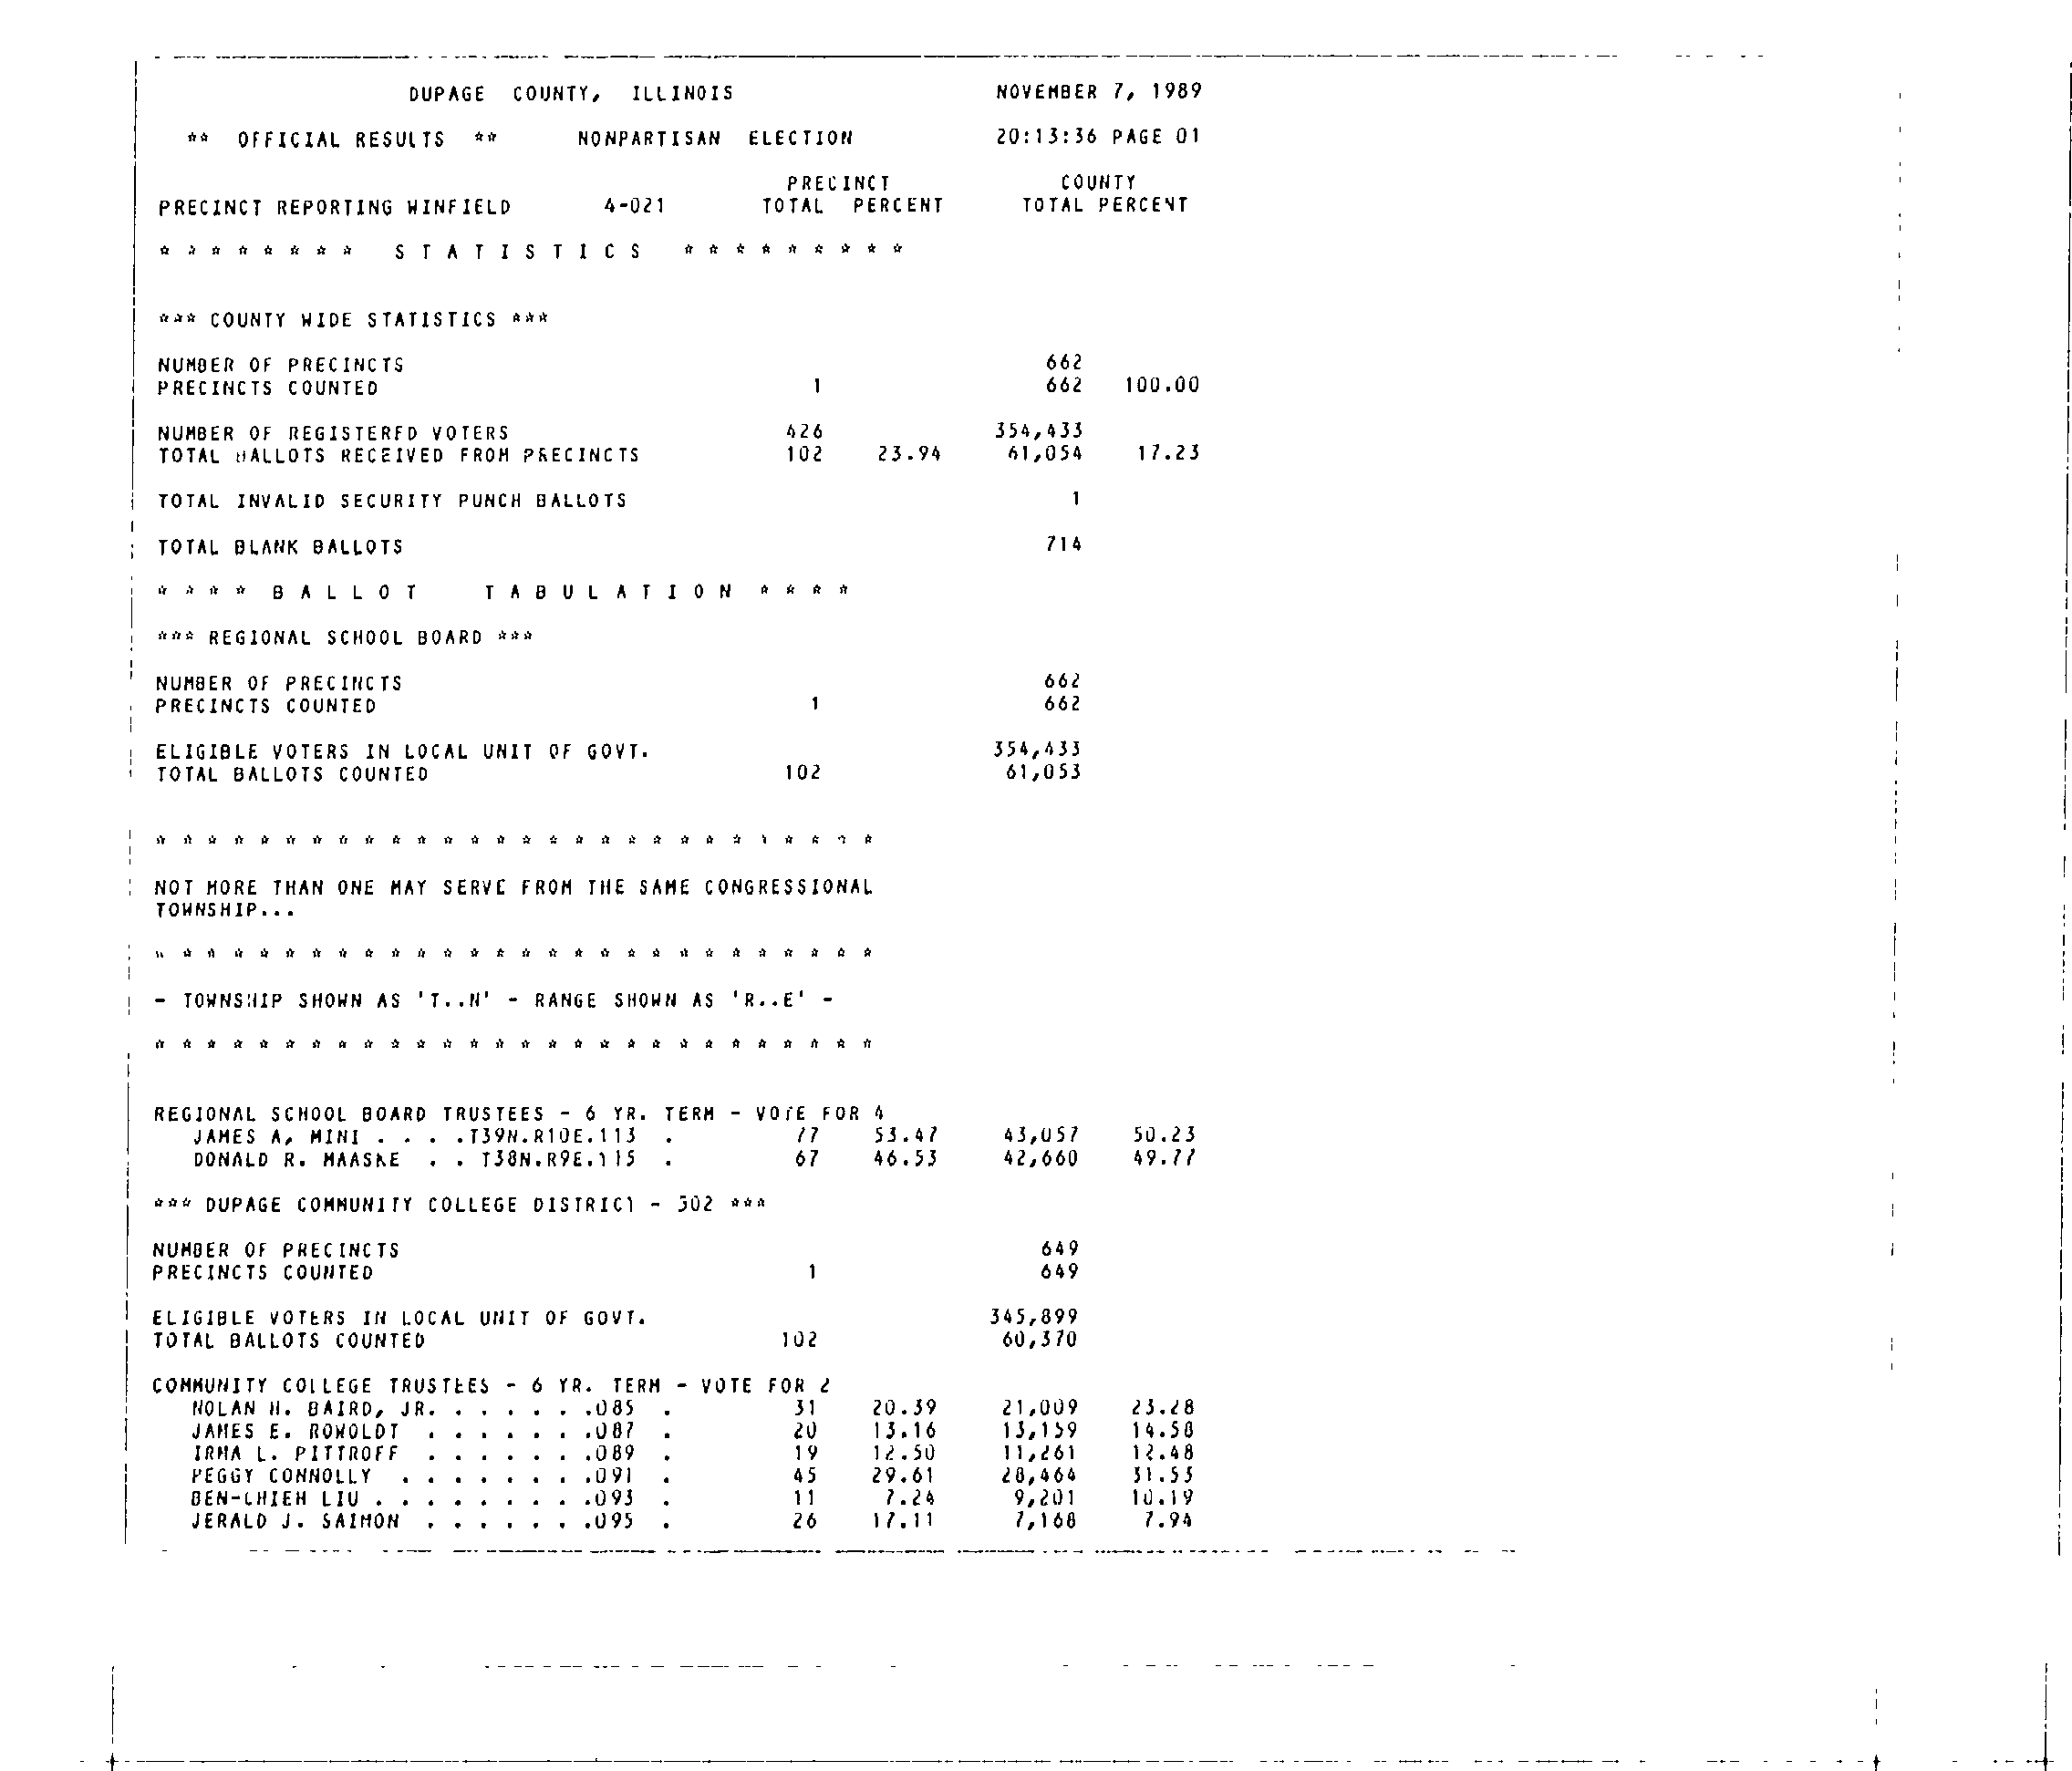 DUPAGE COUNTY, ILLINOIS NOVEMBER 7, 1989
** OFFICIAL RESULTS ** NONPARTISAN ELECTION 20:13:36 PAGE 01
PRECINCT COUNTY
PRECINCT REPORTING WINFIELD 4-021 TOTAL PERCENT TOTAL PERCENT
* * * * * * * * S T A T I S T I C S * * * * * * * * *
*** COUNTY WIDE STATISTICS ***
NUMBER OF PRECINCTS 662
PRECINCTS COUNTED 1 662 100.00
NUMBER OF REGISTERED VOTERS 426 354,433
TOTAL BALLOTS RECEIVED FROM PRECINCTS 102 23.94 61,054 17.23
TOTAL INVALID SECURITY PUNCH BALLOTS 1
TOTAL BLANK BALLOTS 714
* * * * B A L L O T T A B U L A T I O N * * * *
*** REGIONAL SCHOOL BOARD ***
NUMBER OF PRECINCTS 662
PRECINCTS COUNTED 1 662
ELIGIBLE VOTERS IN LOCAL UNIT OF GOVT. 354,433
TOTAL BALLOTS COUNTED 102 61,053
* * * * * * * * * * * * * * * * * * * * * * * * * * * *
NOT MORE THAN ONE MAY SERVE FROM THE SAME CONGRESSIONAL
TOWNSHIP...
* * * * * * * * * * * * * * * * * * * * * * * * * * * *
- TOWNSHIP SHOWN AS 'T..N' - RANGE SHOWN AS 'R..E' -
* * * * * * * * * * * * * * * * * * * * * * * * * * * *
REGIONAL SCHOOL BOARD TRUSTEES - 6 YR. TERM - VOTE FOR 4
JAMES A. MINI . . . .T39N.R10E.113 . 77 53.47 43,057 50.23
DONALD R. MAASKE . . T38N.R9E.115 . 67 46.53 42,660 49.77
*** DUPAGE COMMUNITY COLLEGE DISTRICT - 502 ***
NUMBER OF PRECINCTS 649
PRECINCTS COUNTED 1 649
ELIGIBLE VOTERS IN LOCAL UNIT OF GOVT. 345,899
TOTAL BALLOTS COUNTED 102 60,370
COMMUNITY COLLEGE TRUSTEES - 6 YR. TERM - VOTE FOR 2
NOLAN H. BAIRD, JR. . . . . . .085 . 31 20.39 21,009 23.28
JAMES E. ROWOLDT . . . . . . .087 . 20 13.16 13,159 14.58
IRMA L. PITTROFF . . . . . . .089 . 19 12.50 11,261 12.48
PEGGY CONNOLLY . . . . . . . .091 . 45 29.61 28,464 31.53
BEN-CHIEH LIU . . . . . . . . .093 . 11 7.24 9,201 10.19
JERALD J. SAIMON . . . . . . .095 . 26 17.11 7,168 7.94